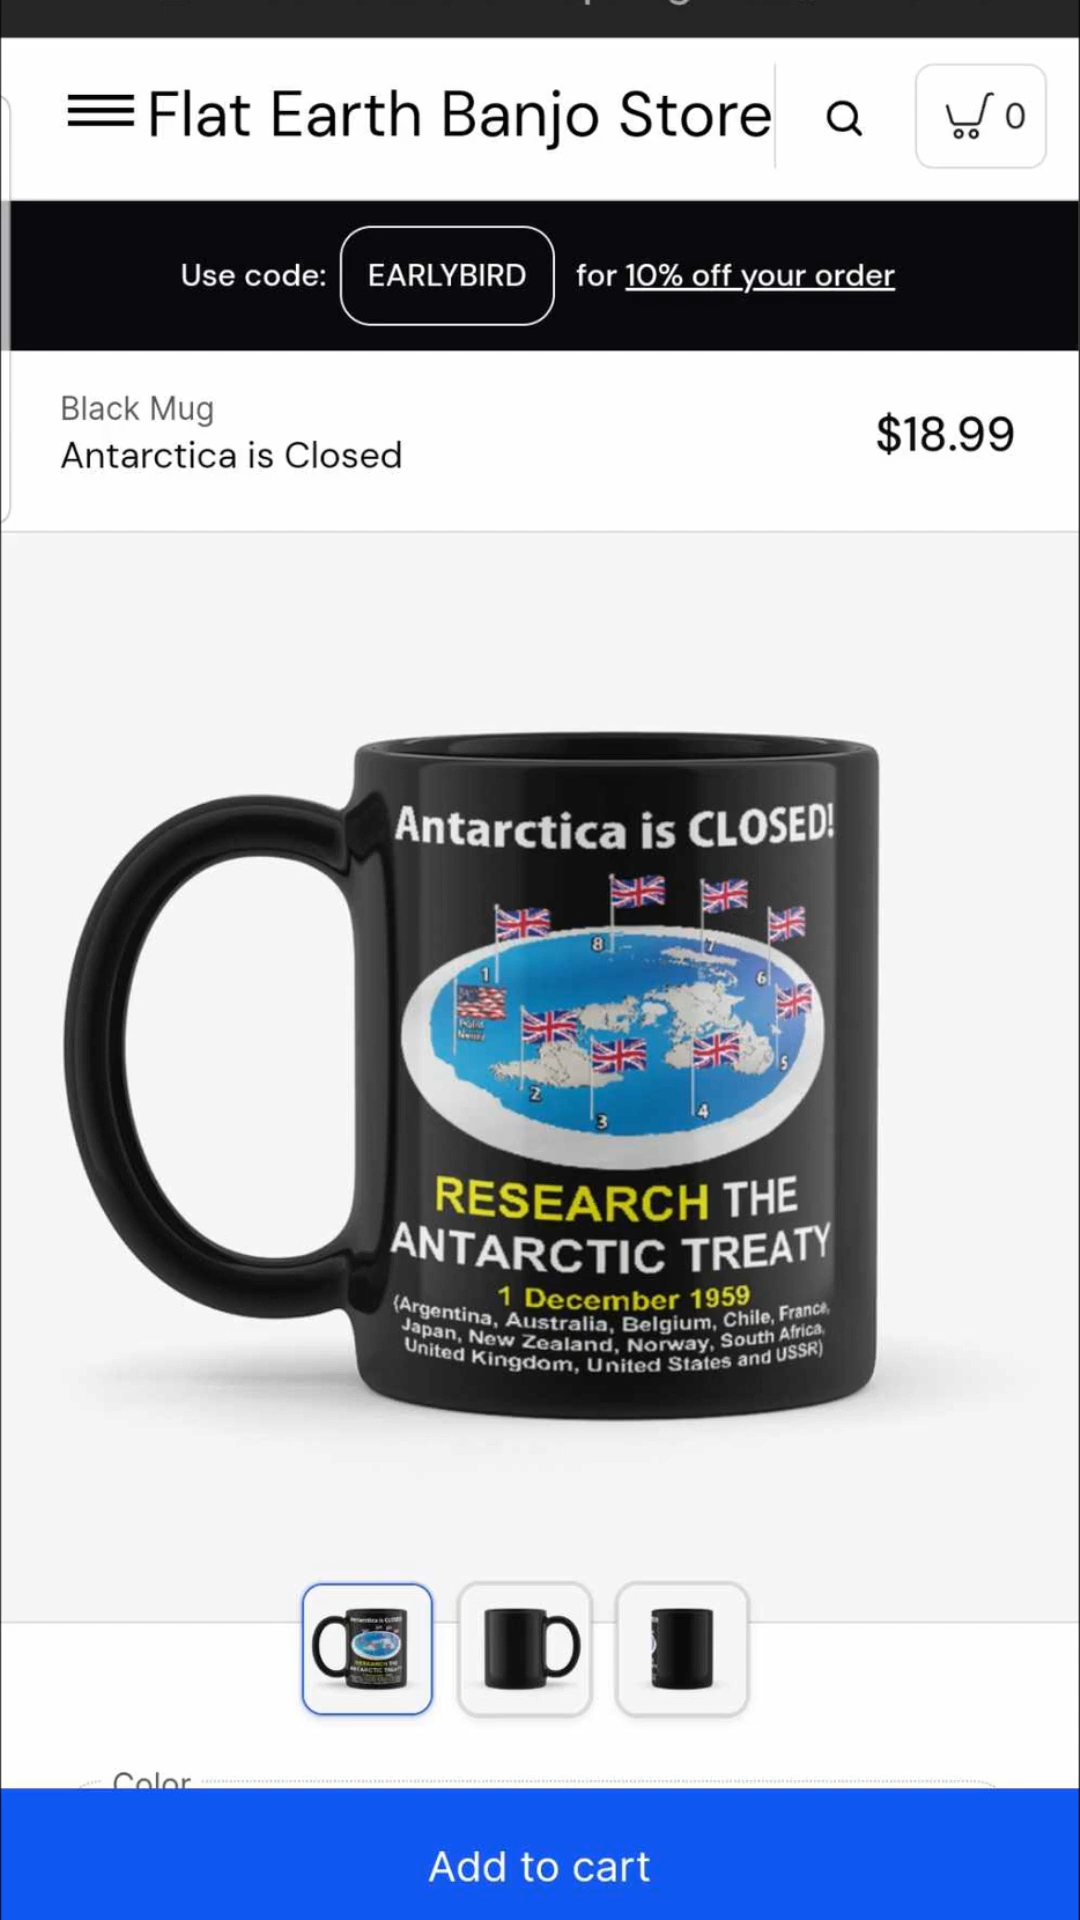 Flat Earth Banjo Store
0
Use code: EARLYBIRD for 10% off your order
Black Mug
Antarctica is Closed
$18.99
Antarctica is CLOSED!
8
7
1
6
5
2
4
3
RESEARCH THE
ANTARCTIC TREATY
1 December 1959
(Argentina, Australia, Belgium, Chile, France,
Japan, New Zealand, Norway, South Africa,
United Kingdom, United States and USSR)
Color
Add to cart